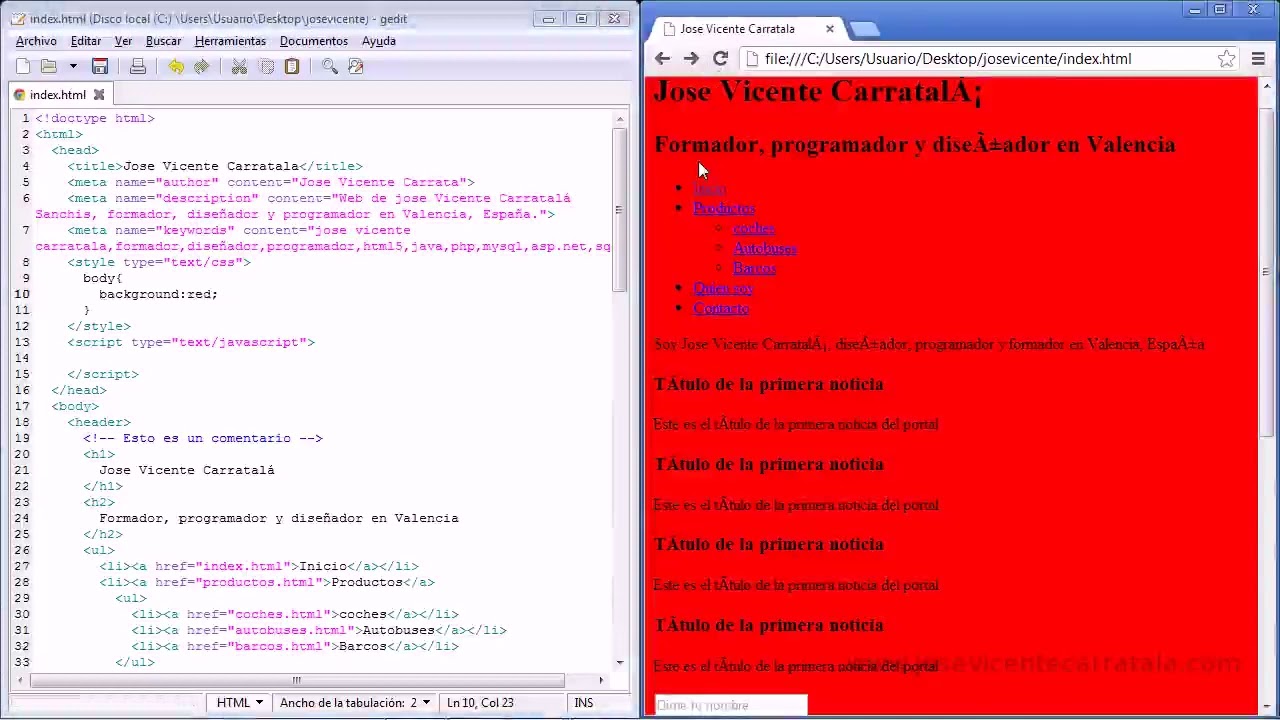 index.html (Disco local (C:) \Users\Usuario\Desktop\josevicente) - gedit
Archivo Editar Ver Buscar Herramientas Documentos Ayuda
index.html
1 <!doctype html>
2 <html>
3 <head>
4 <title>Jose Vicente Carratala</title>
5 <meta name="author" content="Jose Vicente Carrata">
6 <meta name="description" content="Web de jose Vicente Carratalá
Sanchis, formador, diseñador y programador en Valencia, España.">
7 <meta name="keywords" content="jose vicente
8 <style type="text/css">
body{
10 background:red;
11 }
12 </style>
13 <script type="text/javascript">
14
15 </script>
16 </head>
17 <body>
18 <header>
19 <!-- Este es un comentario -->
20 <h1>
21 Jose Vicente Carratalá
22 </h1>
23 <h2>
24 Formador, programador y diseñador en Valencia
25 </h2>
26 <ul>
27 <li><a href="index.html">Inicio</a></li>
28 <li><a href="productos.html">Productos</a>
29 <ul>
30 <li><a href="coches.html">coches</a></li>
31 <li><a href="autobuses.html">Autobuses</a></li>
32 <li><a href="barcos.html">Barcos</a></li>
33 </ul>
HTML Ancho de la tabulación: 2 Ln 10, Col 23 INS
Jose Vicente Carratala
file:///C:/Users/Usuario/Desktop/josevicente/index.html
Jose Vicente CarratalÃ¡
Formador, programador y diseÃ±ador en Valencia
Inicio
Productos
coches
Autobuses
Barcos
Quien soy
Contacto
Soy Jose Vicente CarratalÃ¡, diseÃ±ador, programador y formador en Valencia, EspaÃ±a
TÃtulo de la primera noticia
Este es el tÃtulo de la primera noticia del portal
TÃtulo de la primera noticia
Este es el tÃtulo de la primera noticia del portal
TÃtulo de la primera noticia
Este es el tÃtulo de la primera noticia del portal
TÃtulo de la primera noticia
Este es el tÃtulo de la primera noticia del portal
www.josevicentecarratala.com
Dime tu nombre